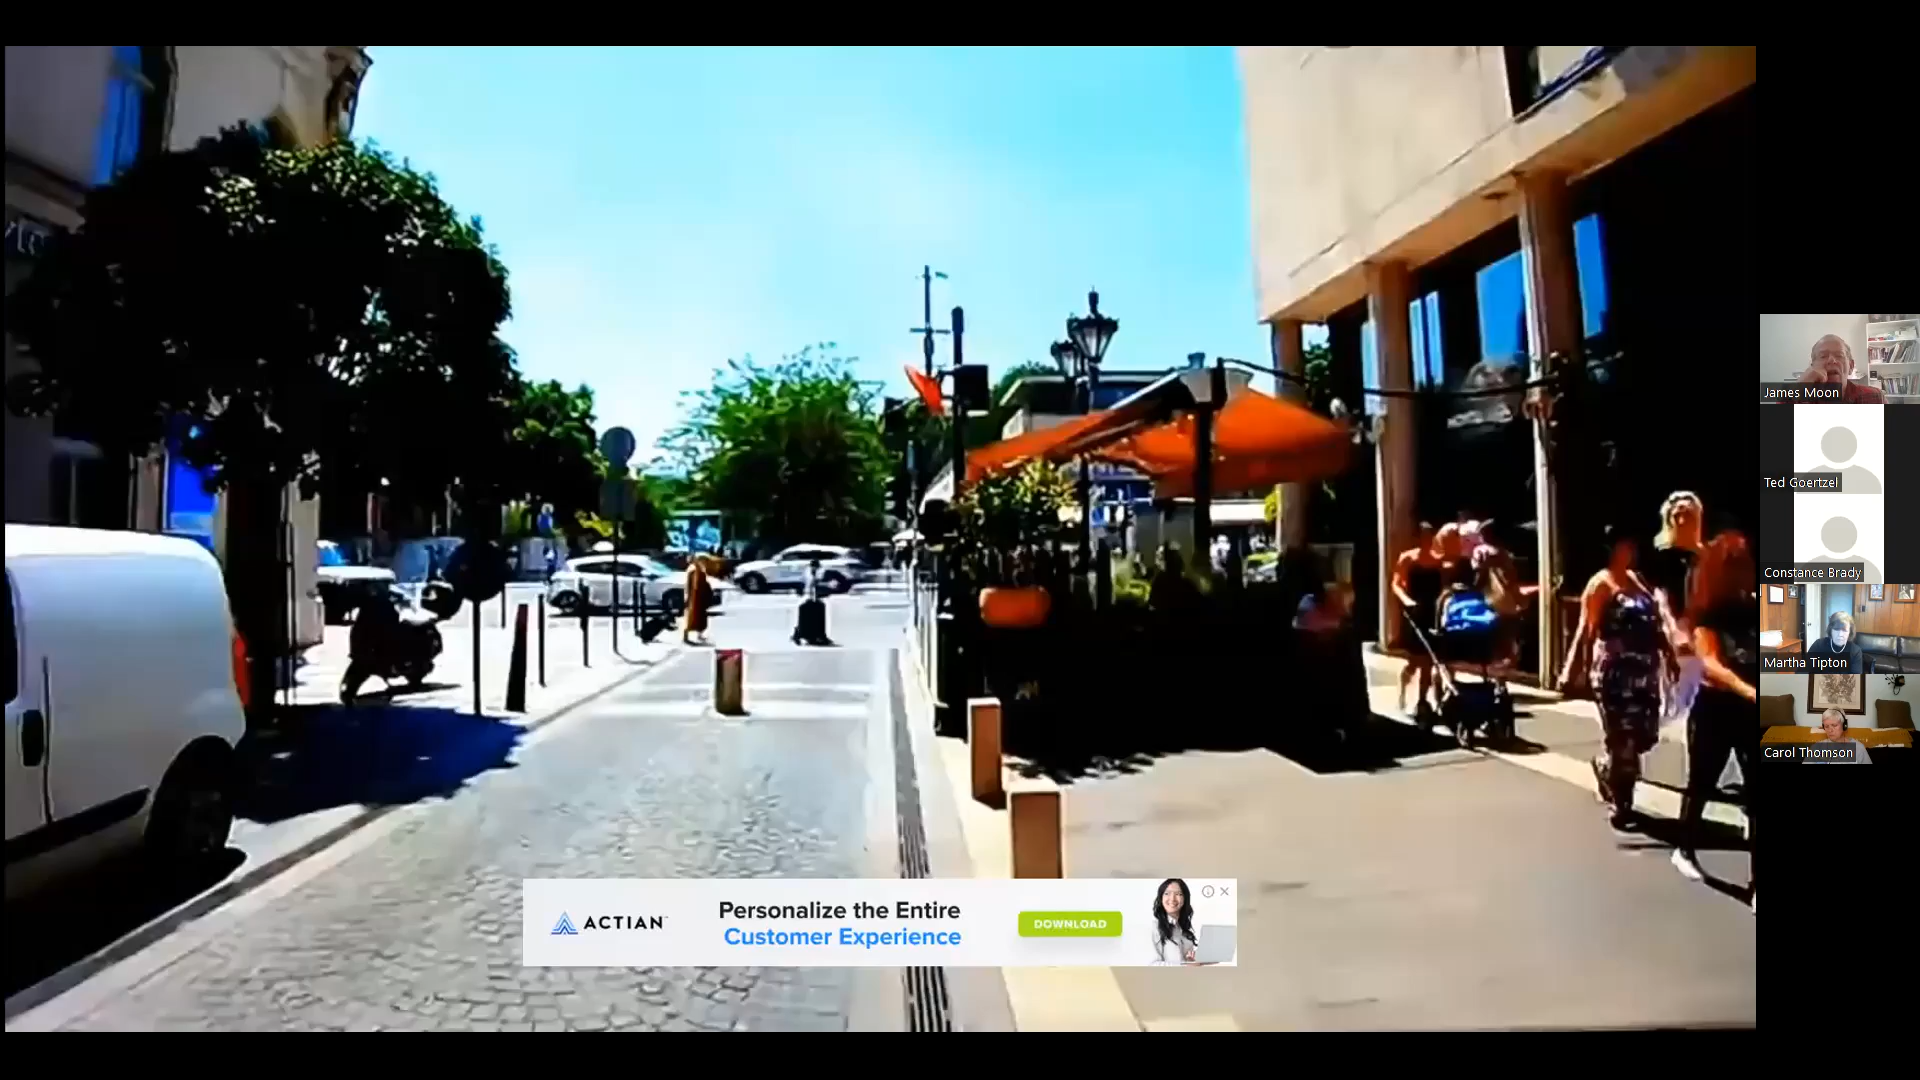 James Moon
Ted Goertzel
Constance Brady
Martha Tipton
Carol Thomson
ACTIAN
Personalize the Entire
Customer Experience
DOWNLOAD